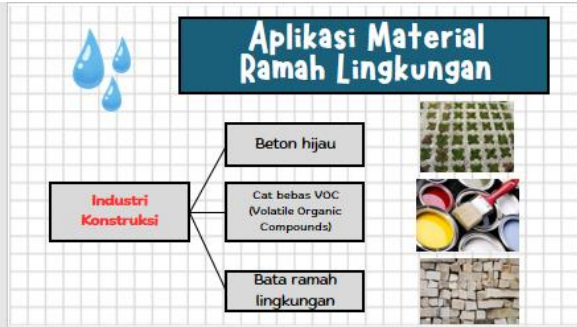 Aplikasi Material
Ramah Lingkungan
Beton hijau
Industri
Konstruksi
Cat bebas VOC
(Volatile Organic
Compounds)
Bata ramah
lingkungan